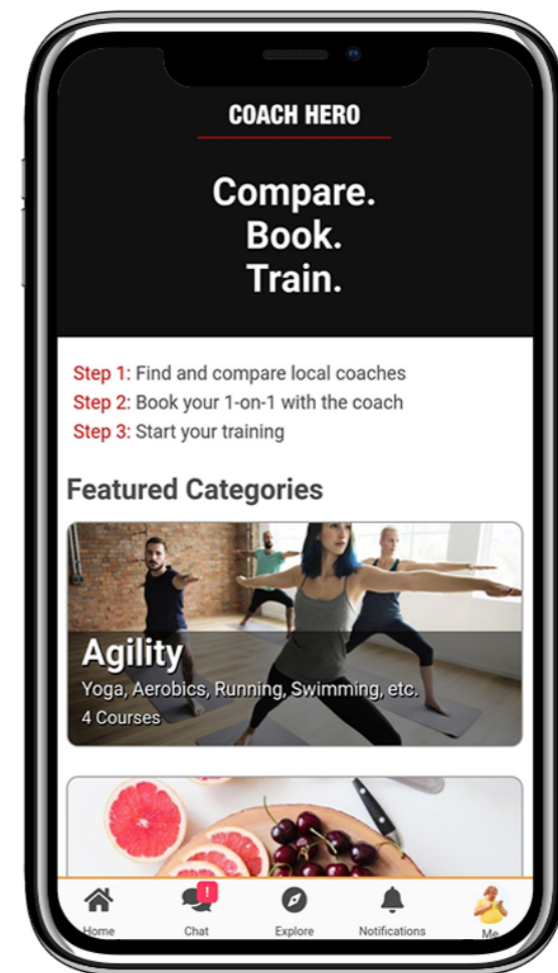 COACH HERO
Compare.
Book.
Train.
Step 1: Find and compare local coaches
Step 2: Book your 1-on-1 with the coach
Step 3: Start your training
Featured Categories
Agility
Yoga, Aerobics, Running, Swimming, etc.
4 Courses
!
Home Chat Explore Notifications Me